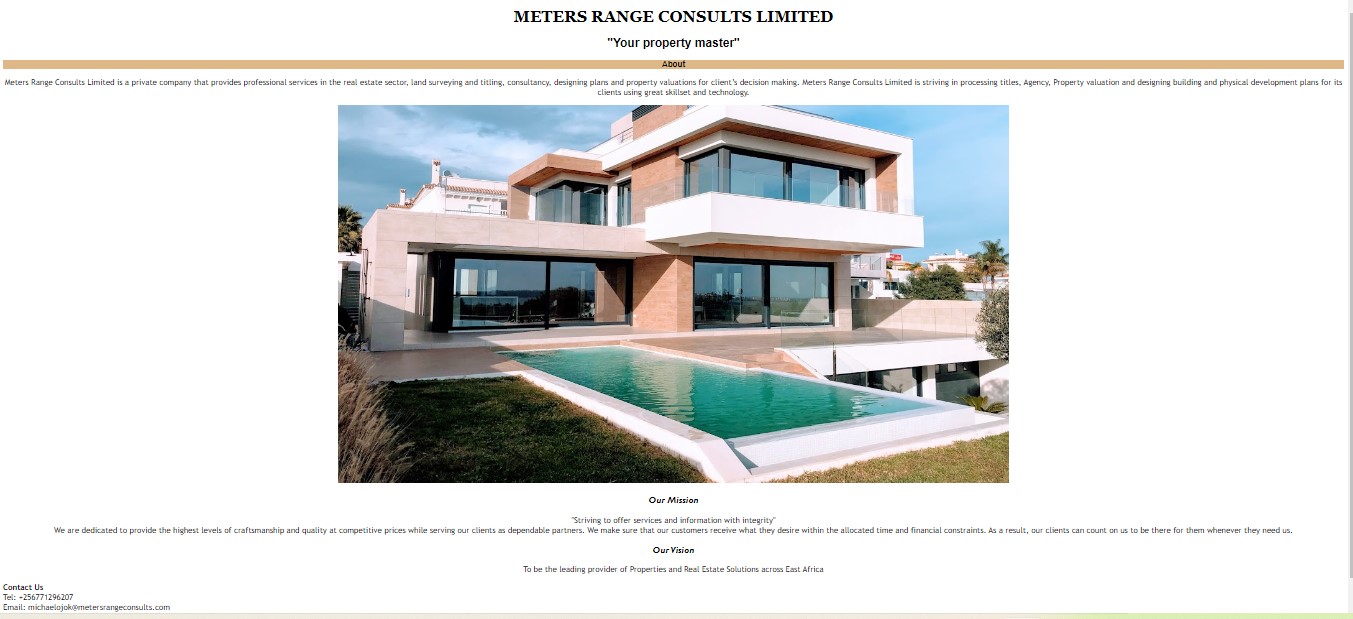 METERS RANGE CONSULTS LIMITED
"Your property master"
About
Meters Range Consults Limited is a private company that provides professional services in the real estate sector, land surveying and titling, consultancy, designing plans and property valuations for client's decision making. Meters Range Consults Limited is striving in processing titles, Agency, Property valuation and designing building and physical development plans for its
clients using great skillset and technology.
Our Mission
"Striving to offer services and information with integrity"
We are dedicated to provide the highest levels of craftsmanship and quality at competitive prices while serving our clients as dependable partners. We make sure that our customers receive what they desire within the allocated time and financial constraints. As a result, our clients can count on us to be there for them whenever they need us.
Our Vision
To be the leading provider of Properties and Real Estate Solutions across East Africa
Contact Us
Tel: +256771296207
Email: michaelojok@metersrangeconsults.com